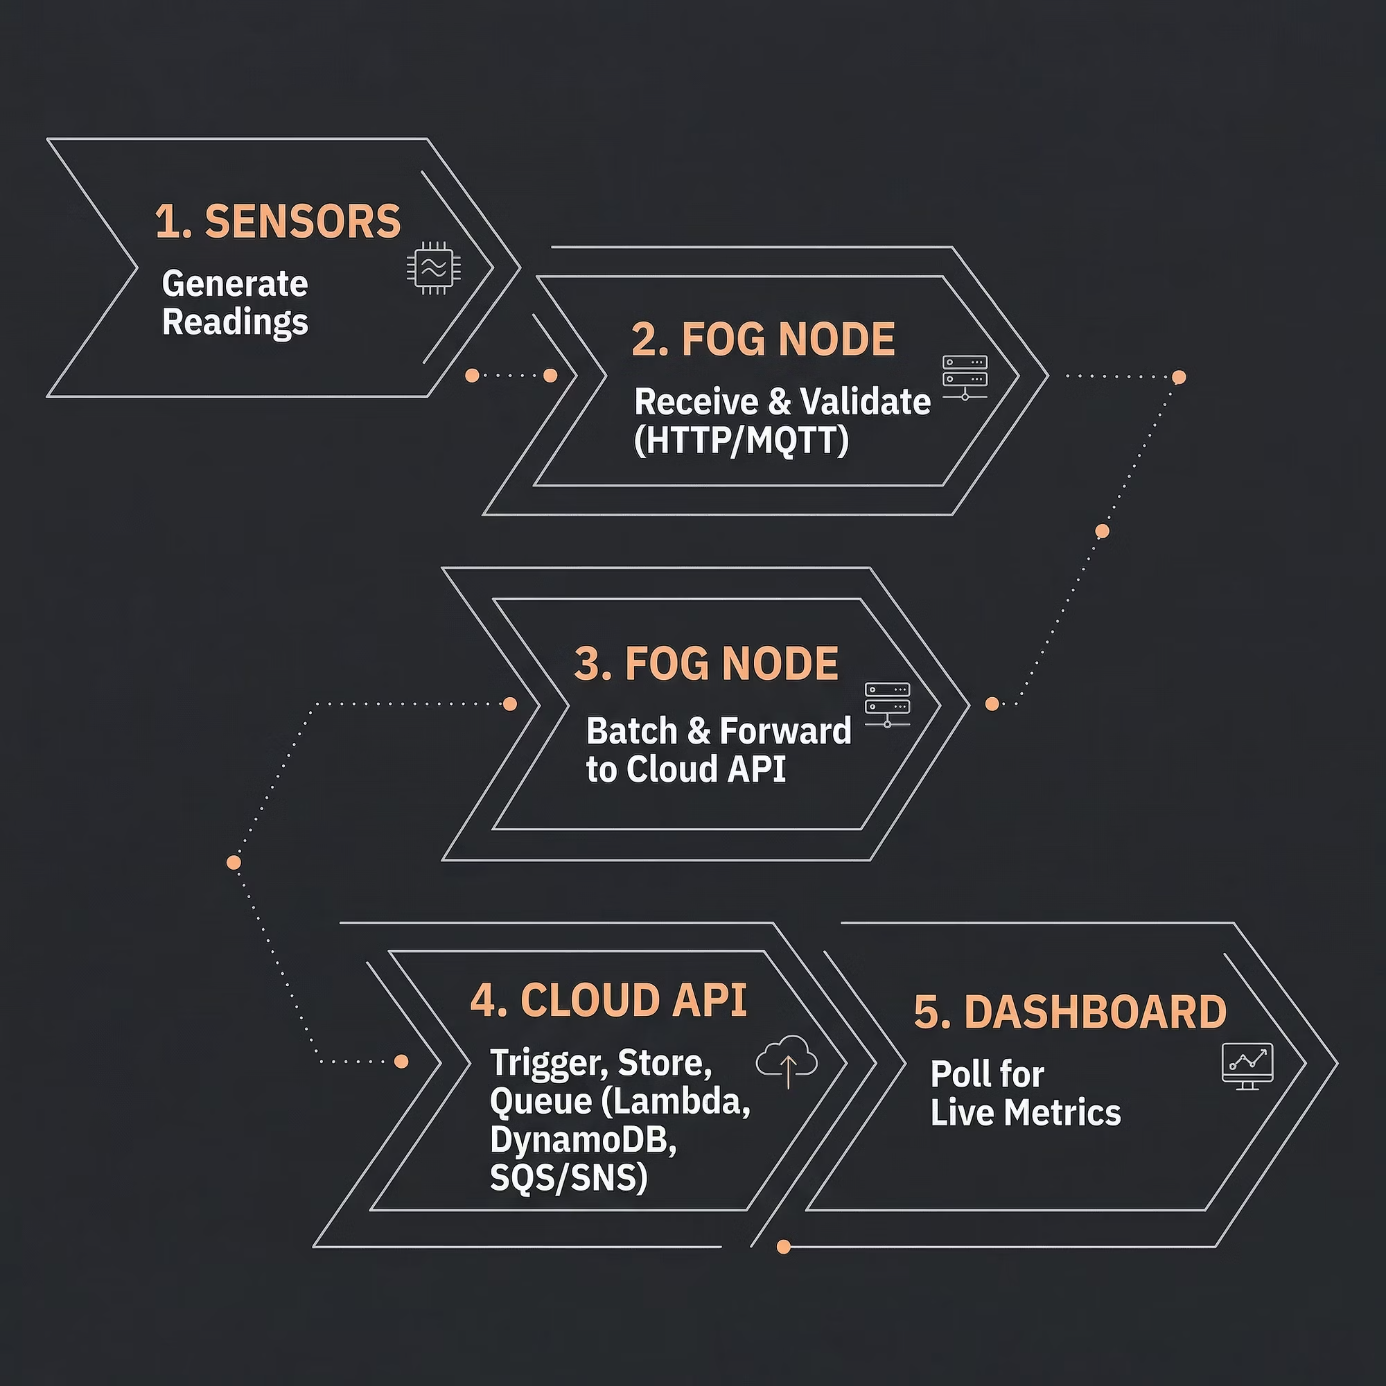 1. SENSORS
Generate
Readings
2. FOG NODE
Receive & Validate
(HTTP/MQTT)
3. FOG NODE
Batch & Forward
to Cloud API
4. CLOUD API
Trigger, Store,
Queue (Lambda,
DynamoDB,
SQS/SNS)
5. DASHBOARD
Poll for
Live Metrics